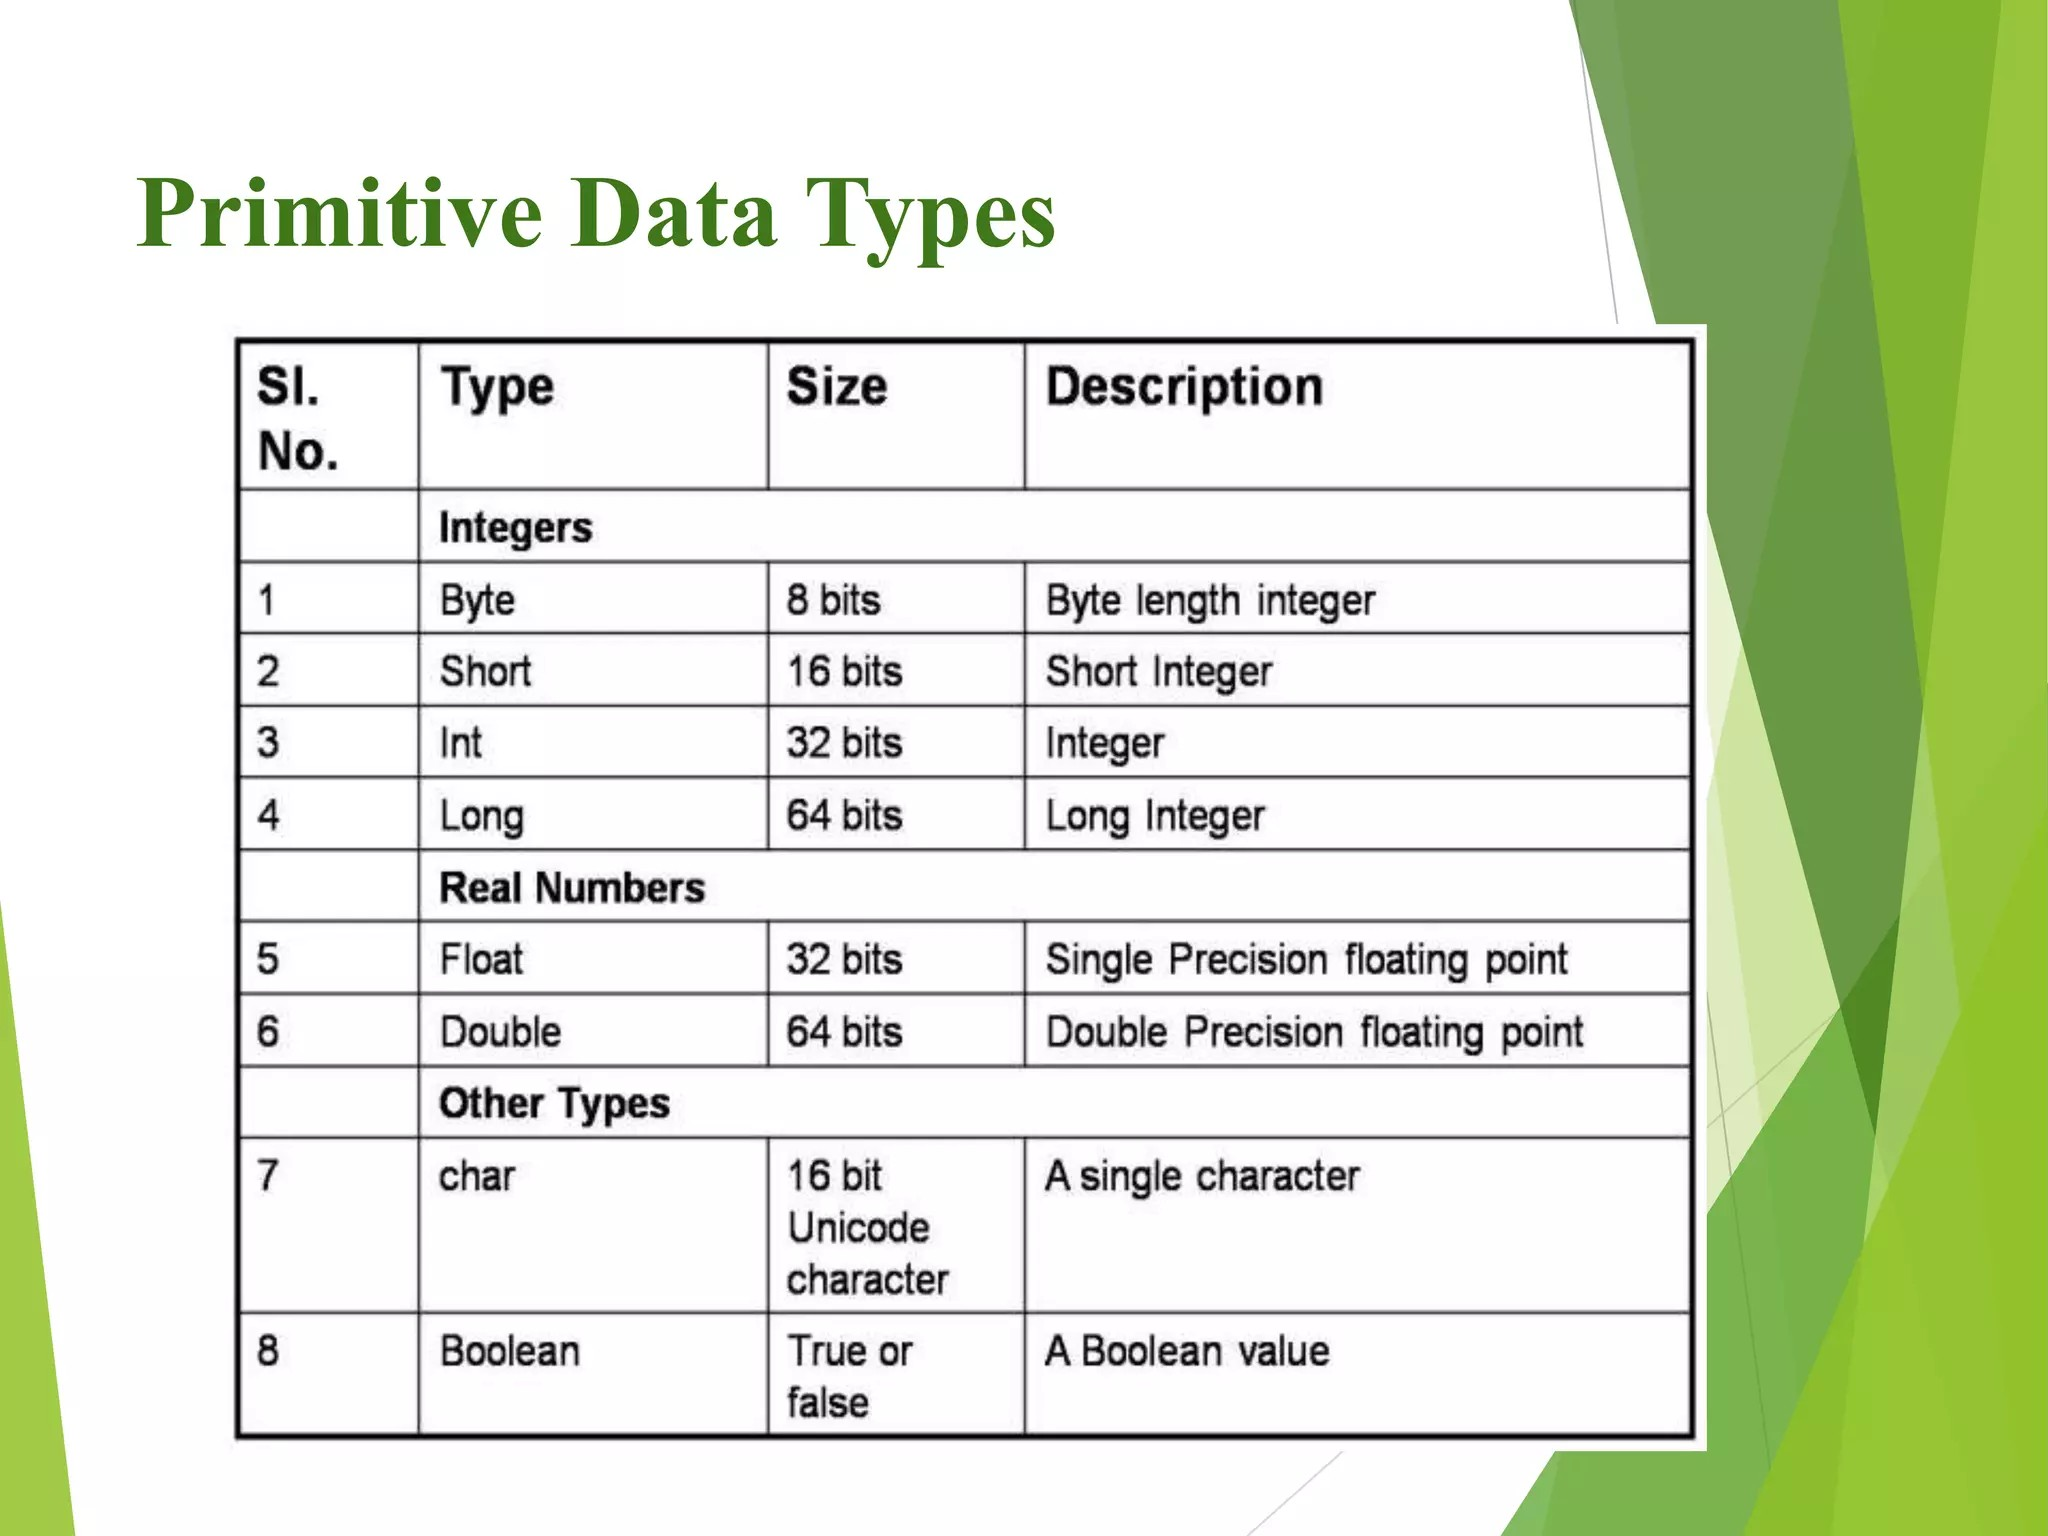 Primitive Data Types
Sl. No. Type Size Description
Integers
1 Byte 8 bits Byte length integer
2 Short 16 bits Short Integer
3 Int 32 bits Integer
4 Long 64 bits Long Integer
Real Numbers
5 Float 32 bits Single Precision floating point
6 Double 64 bits Double Precision floating point
Other Types
7 char 16 bit Unicode character A single character
8 Boolean True or false A Boolean value